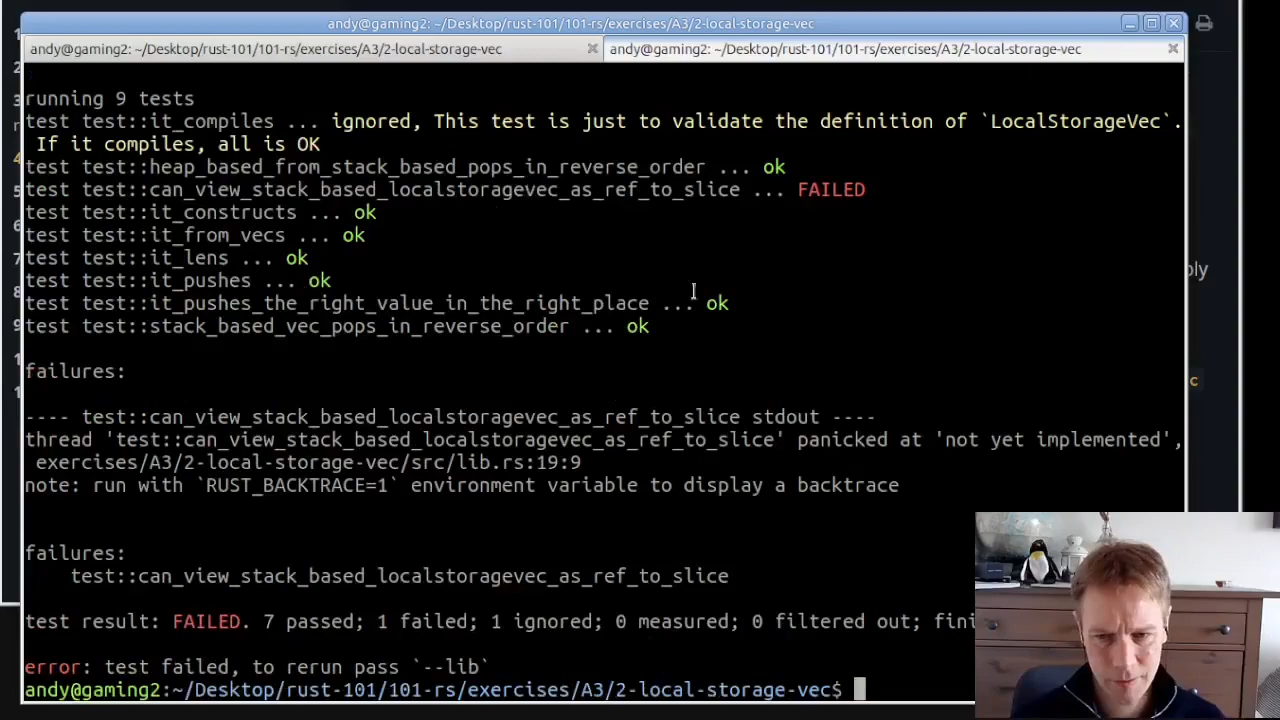 andy@gaming2: ~/Desktop/rust-101/101-rs/exercises/A3/2-local-storage-vec
andy@gaming2: ~/Desktop/rust-101/101-rs/exercises/A3/2-local-storage-vec
andy@gaming2: ~/Desktop/rust-101/101-rs/exercises/A3/2-local-storage-vec
running 9 tests
test test::it_compiles ... ignored, This test is just to validate the definition of `LocalStorageVec`.
If it compiles, all is OK
test test::heap_based_from_stack_based_pops_in_reverse_order ... ok
test test::can_view_stack_based_localstoragevec_as_ref_to_slice ... FAILED
test test::it_constructs ... ok
test test::it_from_vecs ... ok
test test::it_lens ... ok
test test::it_pushes ... ok
test test::it_pushes_the_right_value_in_the_right_place ... ok
test test::stack_based_vec_pops_in_reverse_order ... ok
failures:
---- test::can_view_stack_based_localstoragevec_as_ref_to_slice stdout ----
thread 'test::can_view_stack_based_localstoragevec_as_ref_to_slice' panicked at 'not yet implemented',
exercises/A3/2-local-storage-vec/src/lib.rs:19:9
note: run with `RUST_BACKTRACE=1` environment variable to display a backtrace
failures:
test::can_view_stack_based_localstoragevec_as_ref_to_slice
test result: FAILED. 7 passed; 1 failed; 1 ignored; 0 measured; 0 filtered out; fini
error: test failed, to rerun pass `--lib`
andy@gaming2:~/Desktop/rust-101/101-rs/exercises/A3/2-local-storage-vec$